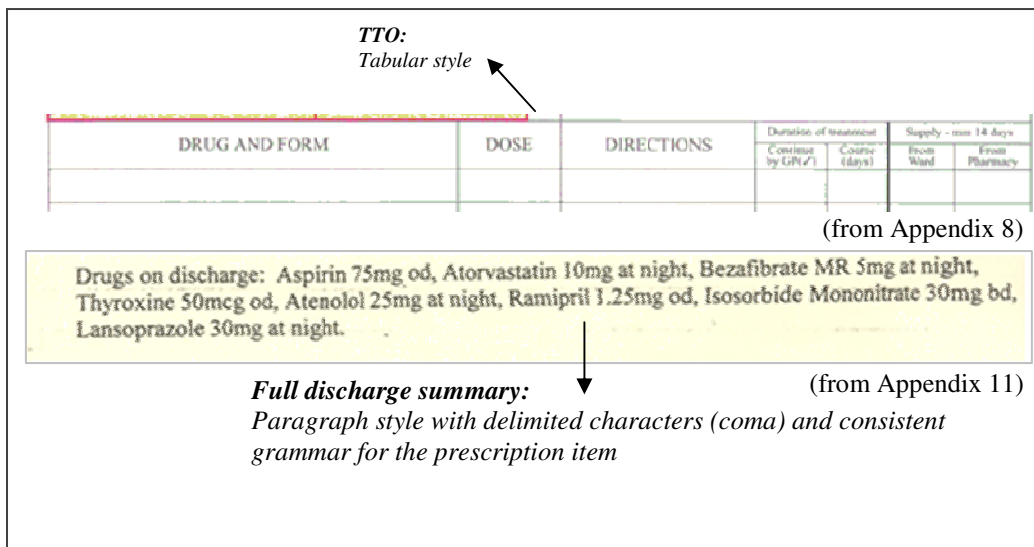 TTO:
Tabular style
DRUG AND FORM DOSE DIRECTIONS Duration of treatment Supply - max 14 days
Continue by GP(✓) Course (days) From Ward From Pharmacy
(from Appendix 8)
Drugs on discharge: Aspirin 75mg od, Atorvastatin 10mg at night, Bezafibrate MR 5mg at night,
Thyroxine 50mcg od, Atenolol 25mg at night, Ramipril 1.25mg od, Isosorbide Mononitrate 30mg bd,
Lansoprazole 30mg at night.
(from Appendix 11)
Full discharge summary:
Paragraph style with delimited characters (coma) and consistent
grammar for the prescription item